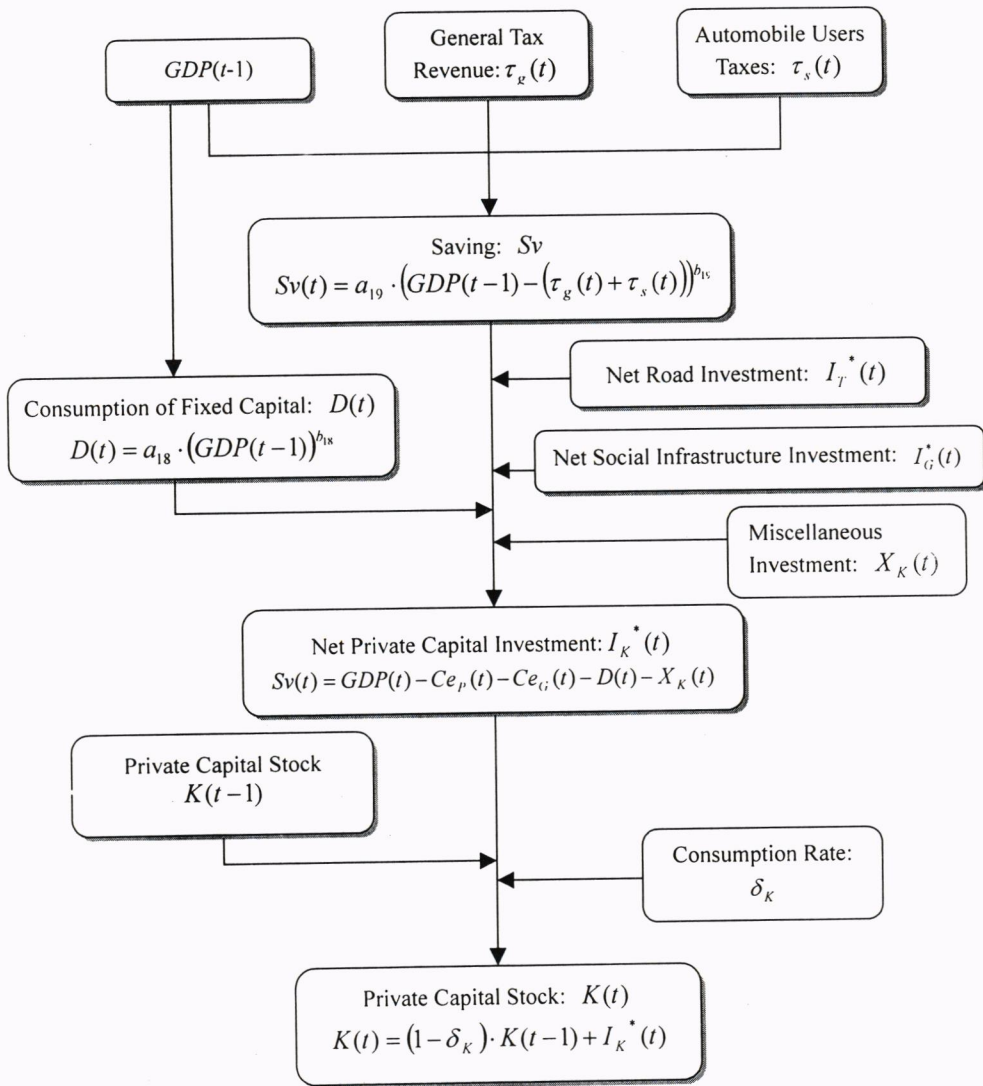 GDP(t-1)
General Tax
Revenue: τ_g(t)
Automobile Users
Taxes: τ_s(t)
Saving: Sv
Sv(t) = a_19 · (GDP(t−1) − (τ_g(t) + τ_s(t)))^b_19
Net Road Investment: I_T^*(t)
Consumption of Fixed Capital: D(t)
D(t) = a_18 · (GDP(t−1))^b_18
Net Social Infrastructure Investment: I_G^*(t)
Miscellaneous
Investment: X_K(t)
Net Private Capital Investment: I_K^*(t)
Sv(t) = GDP(t) − Ce_P(t) − Ce_G(t) − D(t) − X_K(t)
Private Capital Stock
K(t−1)
Consumption Rate:
δ_K
Private Capital Stock: K(t)
K(t) = (1 − δ_K) · K(t−1) + I_K^*(t)